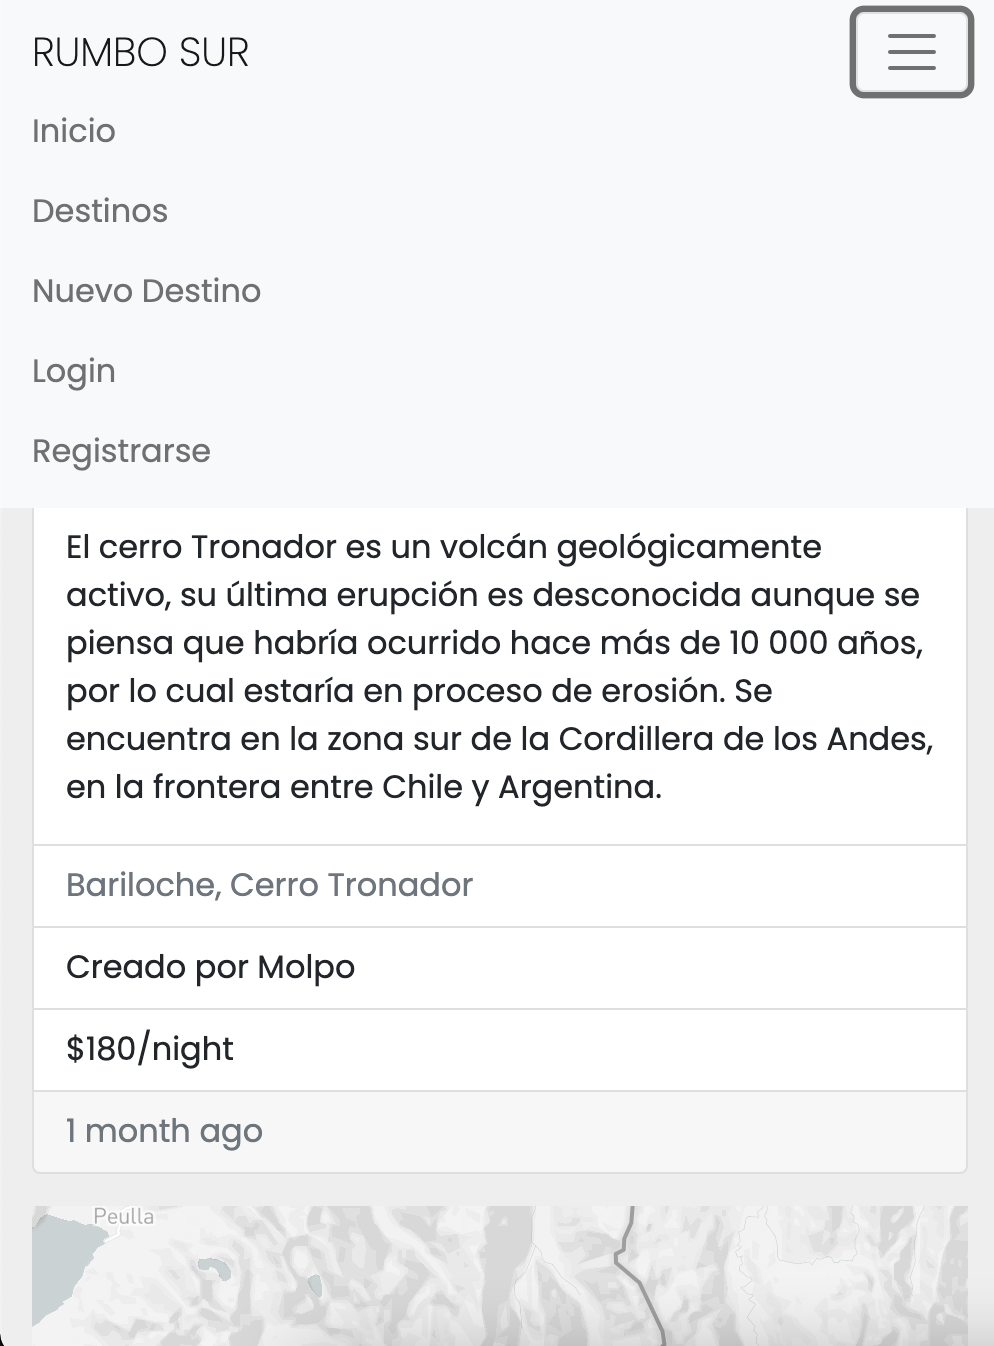 RUMBO SUR
Inicio
Destinos
Nuevo Destino
Login
Registrarse
El cerro Tronador es un volcán geológicamente
activo, su última erupción es desconocida aunque se
piensa que habría ocurrido hace más de 10 000 años,
por lo cual estaría en proceso de erosión. Se
encuentra en la zona sur de la Cordillera de los Andes,
en la frontera entre Chile y Argentina.
Bariloche, Cerro Tronador
Creado por Molpo
$180/night
1 month ago
Peulla